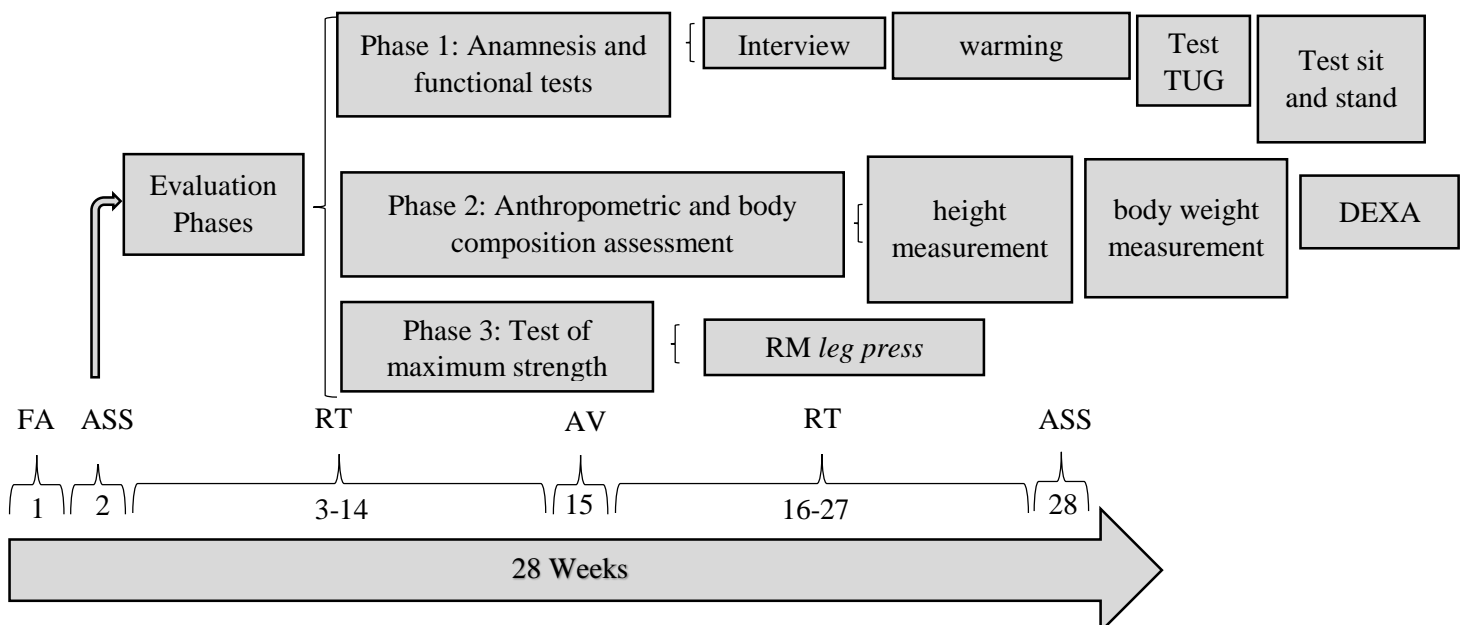 Phase 1: Anamnesis and
functional tests
Interview
warming
Test
TUG
Test sit
and stand
Evaluation
Phases
Phase 2: Anthropometric and body
composition assessment
height
measurement
body weight
measurement
DEXA
Phase 3: Test of
maximum strength
RM leg press
FA
ASS
RT
AV
RT
ASS
1
2
3-14
15
16-27
28
28 Weeks